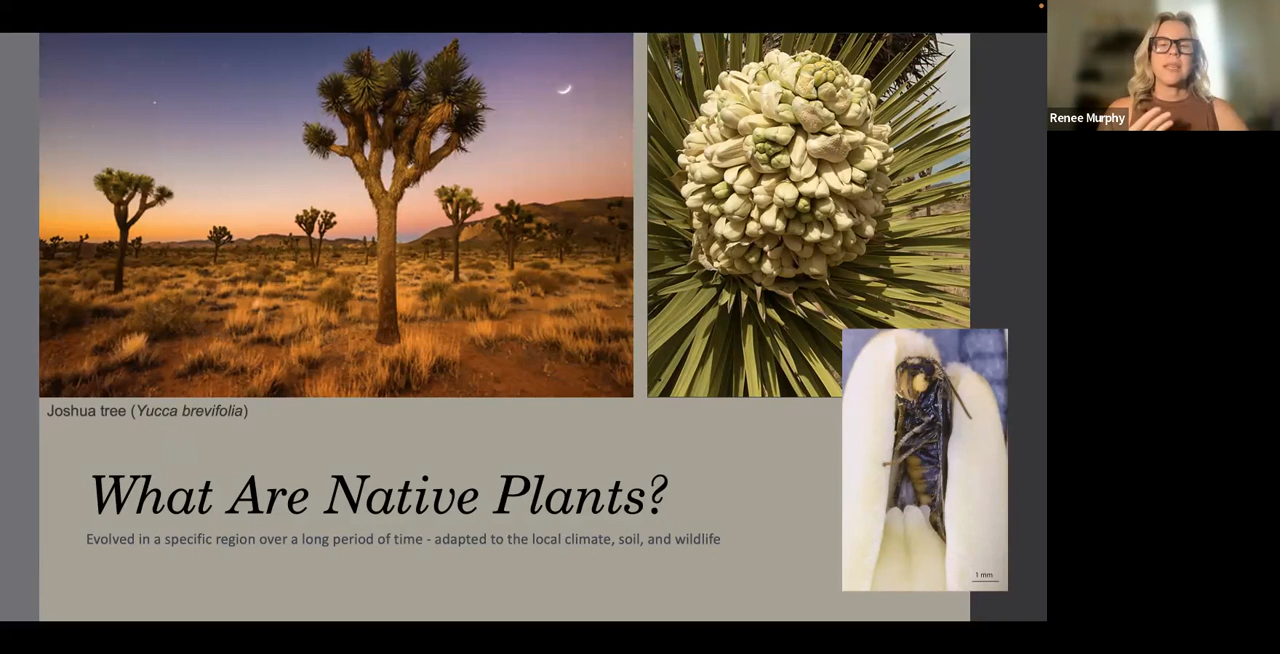 Renee Murphy
Joshua tree (Yucca brevifolia)
What Are Native Plants?
Evolved in a specific region over a long period of time - adapted to the local climate, soil, and wildlife
1 mm